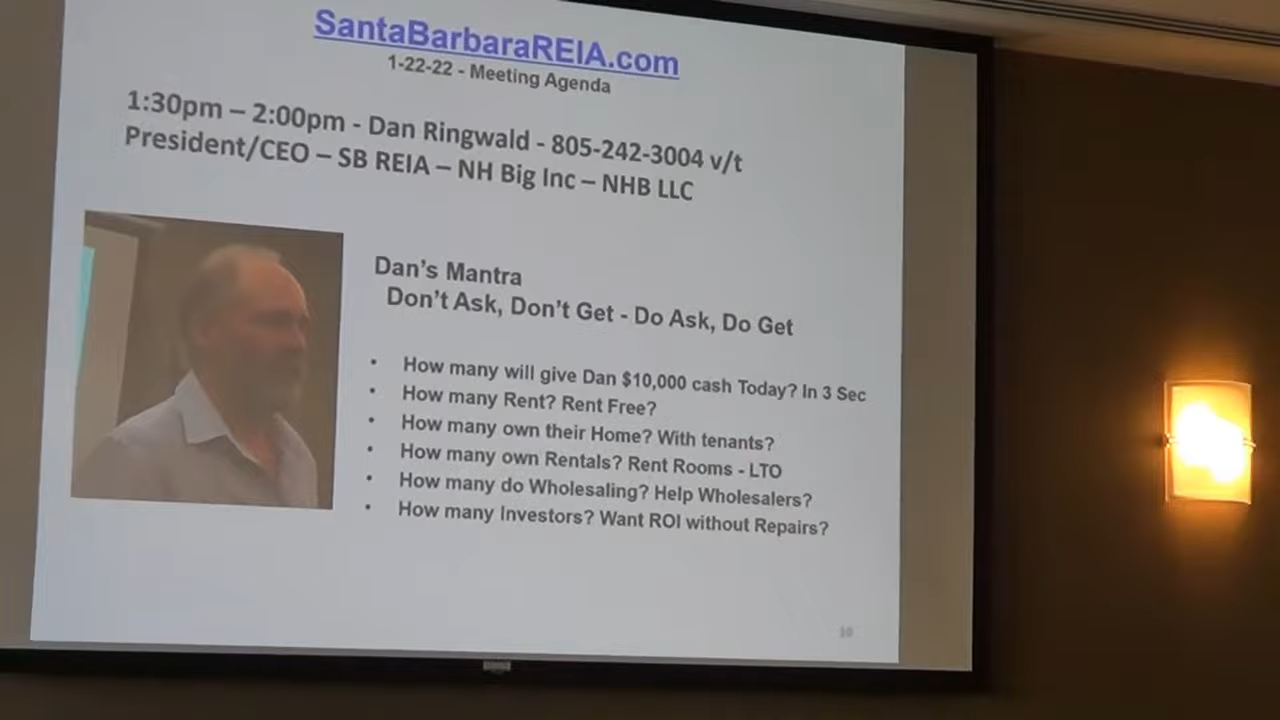 SantaBarbaraREIA.com
1-22-22 - Meeting Agenda
1:30pm – 2:00pm - Dan Ringwald - 805-242-3004 v/t
President/CEO – SB REIA – NH Big Inc – NHB LLC
Dan's Mantra
Don't Ask, Don't Get - Do Ask, Do Get
• How many will give Dan $10,000 cash Today? In 3 Sec
• How many Rent? Rent Free?
• How many own their Home? With tenants?
• How many own Rentals? Rent Rooms - LTO
• How many do Wholesaling? Help Wholesalers?
• How many Investors? Want ROI without Repairs?
10